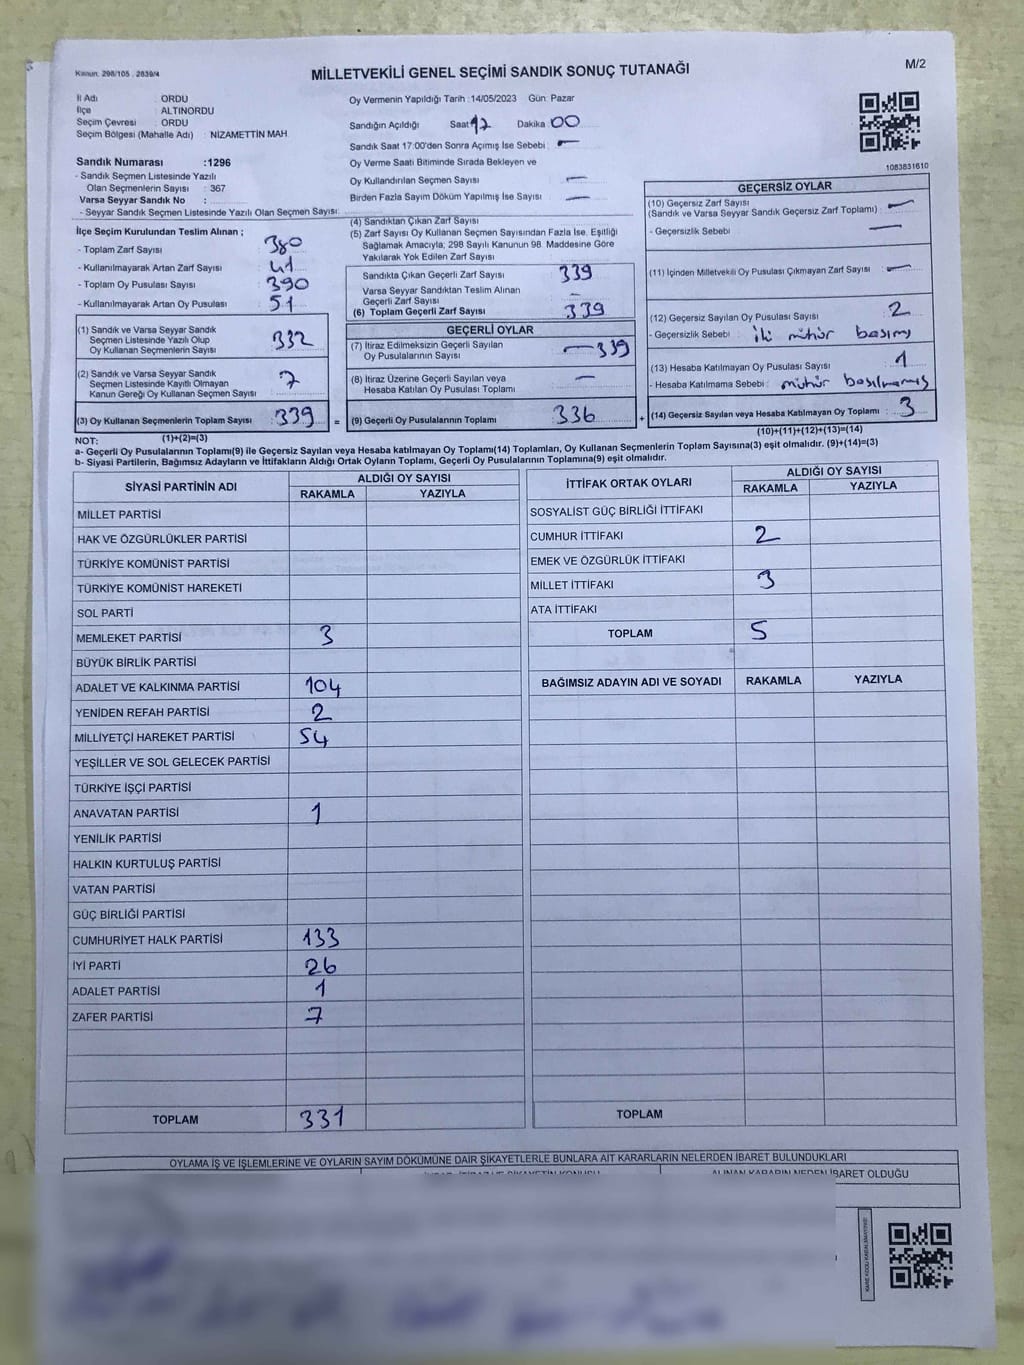 Kanun: 298/105 . 2839/4
MİLLETVEKİLİ GENEL SEÇİMİ SANDIK SONUÇ TUTANAĞI
M/2
İl Adı : ORDU
İlçe : ALTINORDU
Seçim Çevresi : ORDU
Seçim Bölgesi (Mahalle Adı) : NİZAMETTİN MAH
Sandık Numarası :1296
- Sandık Seçmen Listesinde Yazılı
Olan Seçmenlerin Sayısı : 367
Varsa Seyyar Sandık No :
- Seyyar Sandık Seçmen Listesinde Yazılı Olan Seçmen Sayısı:
Oy Vermenin Yapıldığı Tarih :14/05/2023 Gün: Pazar
Sandığın Açıldığı Saat 17 Dakika 00
Sandık Saat 17:00'den Sonra Açımış İse Sebebi : —
Oy Verme Saati Bitiminde Sırada Bekleyen ve
Oy Kullandırılan Seçmen Sayısı : —
Birden Fazla Sayım Döküm Yapılmış İse Sayısı : —
1083831610
İlçe Seçim Kurulundan Teslim Alınan ;
- Toplam Zarf Sayısı : 380
- Kullanılmayarak Artan Zarf Sayısı : 41
- Toplam Oy Pusulası Sayısı : 390
- Kullanılmayarak Artan Oy Pusulası : 51
(1) Sandık ve Varsa Seyyar Sandık
Seçmen Listesinde Yazılı Olup
Oy Kullanan Seçmenlerin Sayısı : 332
(2) Sandık ve Varsa Seyyar Sandık
Seçmen Listesinde Kayıtlı Olmayan
Kanun Gereği Oy Kullanan Seçmen Sayısı : 7
(3) Oy Kullanan Seçmenlerin Toplam Sayısı : 339 =
(1)+(2)=(3)
(4) Sandıktan Çıkan Zarf Sayısı
(5) Zarf Sayısı Oy Kullanan Seçmen Sayısından Fazla İse, Eşitliği
Sağlamak Amacıyla; 298 Sayılı Kanunun 98. Maddesine Göre
Yakılarak Yok Edilen Zarf Sayısı
Sandıkta Çıkan Geçerli Zarf Sayısı : 339
Varsa Seyyar Sandıktan Teslim Alınan
Geçerli Zarf Sayısı : —
(6) Toplam Geçerli Zarf Sayısı : 339
GEÇERLİ OYLAR
(7) İtiraz Edilmeksizin Geçerli Sayılan
Oy Pusulalarının Sayısı : — 339
(8) İtiraz Üzerine Geçerli Sayılan veya
Hesaba Katılan Oy Pusulası Toplamı : —
(9) Geçerli Oy Pusulalarının Toplamı : 336 +
GEÇERSİZ OYLAR
(10) Geçersiz Zarf Sayısı
(Sandık ve Varsa Seyyar Sandık Geçersiz Zarf Toplamı) : —
- Geçersizlik Sebebi : —
(11) İçinden Milletvekili Oy Pusulası Çıkmayan Zarf Sayısı : —
(12) Geçersiz Sayılan Oy Pusulası Sayısı : 2
- Geçersizlik Sebebi : iki mühür basımı
(13) Hesaba Katılmayan Oy Pusulası Sayısı : 1
- Hesaba Katılmama Sebebi : mühür basılmamış
(14) Geçersiz Sayılan veya Hesaba Katılmayan Oy Toplamı : 3
(10)+(11)+(12)+(13)=(14)
NOT:
a- Geçerli Oy Pusulalarının Toplamı(9) ile Geçersiz Sayılan veya Hesaba katılmayan Oy Toplamı(14) Toplamları, Oy Kullanan Seçmenlerin Toplam Sayısına(3) eşit olmalıdır. (9)+(14)=(3)
b- Siyasi Partilerin, Bağımsız Adayların ve İttifakların Aldığı Ortak Oyların Toplamı, Geçerli Oy Pusulalarının Toplamına(9) eşit olmalıdır.
SİYASİ PARTİNİN ADI
ALDIĞI OY SAYISI
RAKAMLA YAZIYLA
MİLLET PARTİSİ
HAK VE ÖZGÜRLÜKLER PARTİSİ
TÜRKİYE KOMÜNİST PARTİSİ
TÜRKİYE KOMÜNİST HAREKETİ
SOL PARTİ
MEMLEKET PARTİSİ 3
BÜYÜK BİRLİK PARTİSİ
ADALET VE KALKINMA PARTİSİ 104
YENİDEN REFAH PARTİSİ 2
MİLLİYETÇİ HAREKET PARTİSİ 54
YEŞİLLER VE SOL GELECEK PARTİSİ
TÜRKİYE İŞÇİ PARTİSİ
ANAVATAN PARTİSİ 1
YENİLİK PARTİSİ
HALKIN KURTULUŞ PARTİSİ
VATAN PARTİSİ
GÜÇ BİRLİĞİ PARTİSİ
CUMHURİYET HALK PARTİSİ 133
İYİ PARTİ 26
ADALET PARTİSİ 1
ZAFER PARTİSİ 7
TOPLAM 331
İTTİFAK ORTAK OYLARI
ALDIĞI OY SAYISI
RAKAMLA YAZIYLA
SOSYALİST GÜÇ BİRLİĞİ İTTİFAKI
CUMHUR İTTİFAKI 2
EMEK VE ÖZGÜRLÜK İTTİFAKI
MİLLET İTTİFAKI 3
ATA İTTİFAKI
TOPLAM 5
BAĞIMSIZ ADAYIN ADI VE SOYADI RAKAMLA YAZIYLA
TOPLAM
OYLAMA İŞ VE İŞLEMLERİNE VE OYLARIN SAYIM DÖKÜMÜNE DAİR ŞİKAYETLERLE BUNLARA AİT KARARLARIN NELERDEN İBARET BULUNDUKLARI
ALINAN KARARIN NEDEN İBARET OLDUĞU